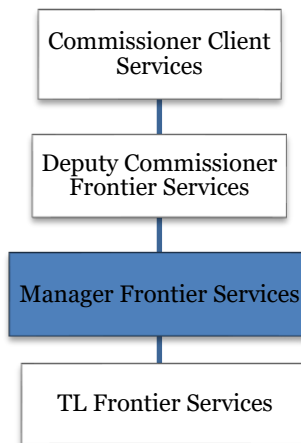 Commissioner Client
Services
Deputy Commissioner
Frontier Services
Manager Frontier Services
TL Frontier Services